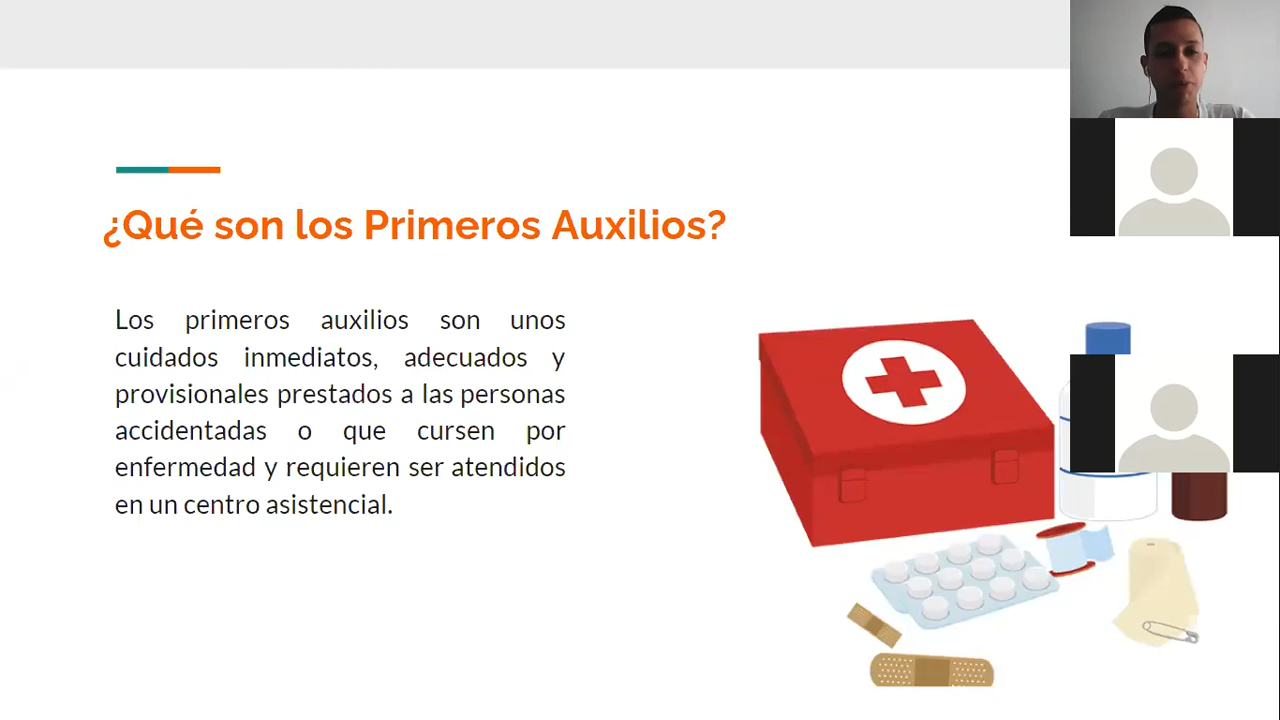 ¿Qué son los Primeros Auxilios?
Los primeros auxilios son unos
cuidados inmediatos, adecuados y
provisionales prestados a las personas
accidentadas o que cursen por
enfermedad y requieren ser atendidos
en un centro asistencial.